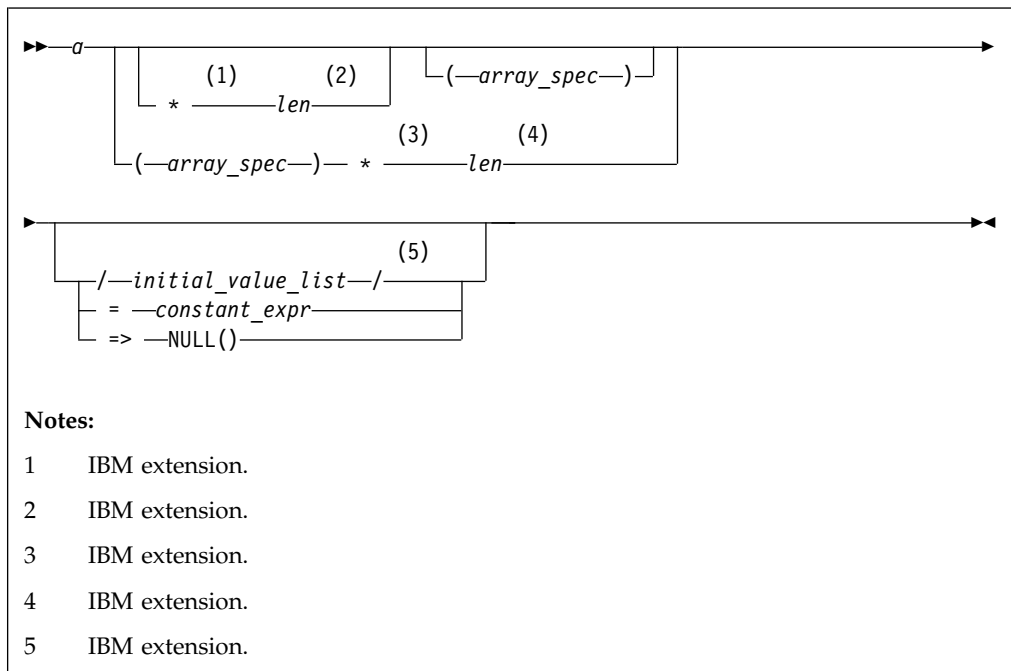 ►►—a
(1) (2) (—array_spec—)
* —len
(3) (4)
(—array_spec—)— * —len
(5)
/—initial_value_list—/
= —constant_expr
=> —NULL()
Notes:
1 IBM extension.
2 IBM extension.
3 IBM extension.
4 IBM extension.
5 IBM extension.